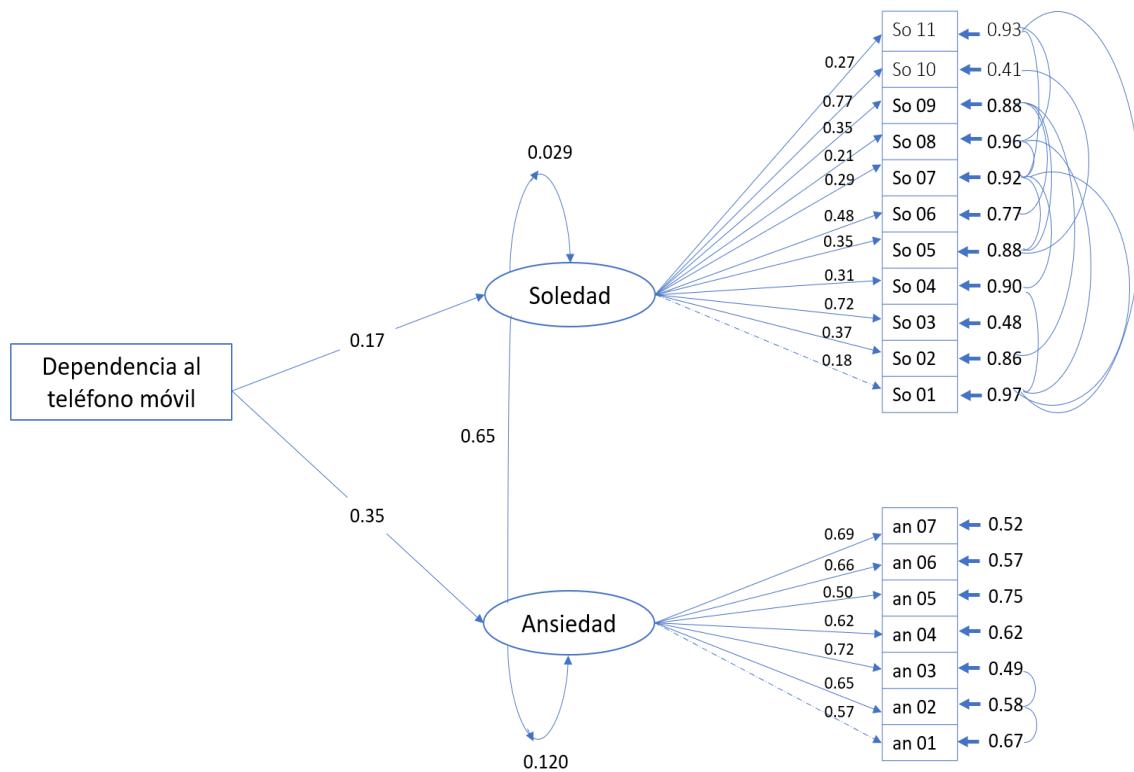 So 11 0.93
0.27
So 10 0.41
0.77
So 09 0.88
0.35
So 08 0.96
0.21
0.029
So 07 0.92
0.29
So 06 0.77
0.48
So 05 0.88
0.35
So 04 0.90
0.31
Soledad
So 03 0.48
0.72
So 02 0.86
0.37
0.18
So 01 0.97
0.17
Dependencia al
teléfono móvil
0.65
0.35
an 07 0.52
0.69
an 06 0.57
0.66
an 05 0.75
0.50
an 04 0.62
0.62
Ansiedad
an 03 0.49
0.72
an 02 0.58
0.65
0.57
an 01 0.67
0.120